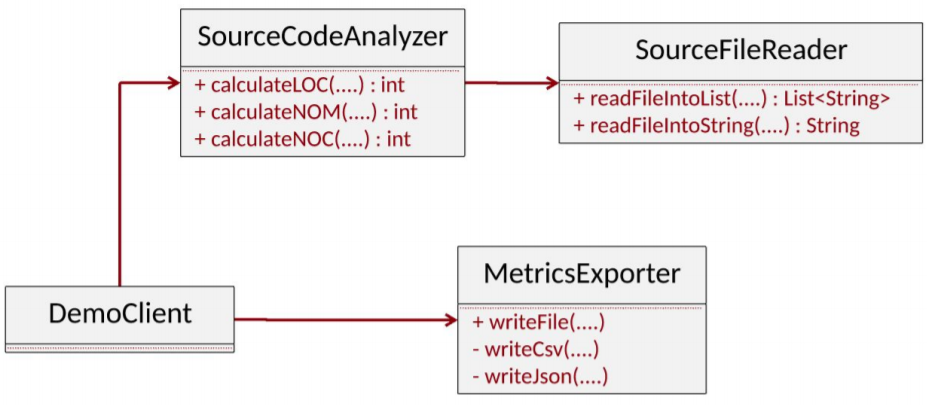 SourceCodeAnalyzer
+ calculateLOC(....) : int
+ calculateNOM(....) : int
+ calculateNOC(....) : int
SourceFileReader
+ readFileIntoList(....) : List<String>
+ readFileIntoString(....) : String
DemoClient
MetricsExporter
+ writeFile(....)
- writeCsv(....)
- writeJson(....)